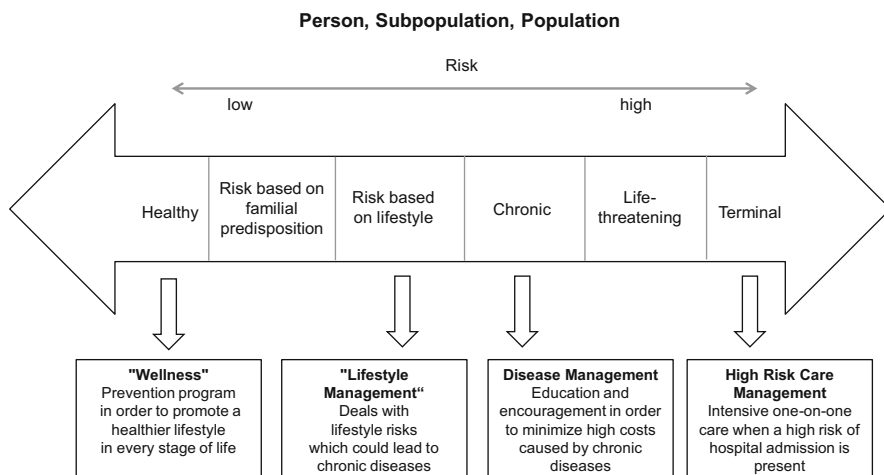 Person, Subpopulation, Population
Risk
low
high
Healthy
Risk based on
familial
predisposition
Risk based
on lifestyle
Chronic
Life-
threatening
Terminal
"Wellness"
Prevention program
in order to promote a
healthier lifestyle
in every stage of life
"Lifestyle
Management“
Deals with
lifestyle risks
which could lead to
chronic diseases
Disease Management
Education and
encouragement in order
to minimize high costs
caused by chronic
diseases
High Risk Care
Management
Intensive one-on-one
care when a high risk of
hospital admission is
present